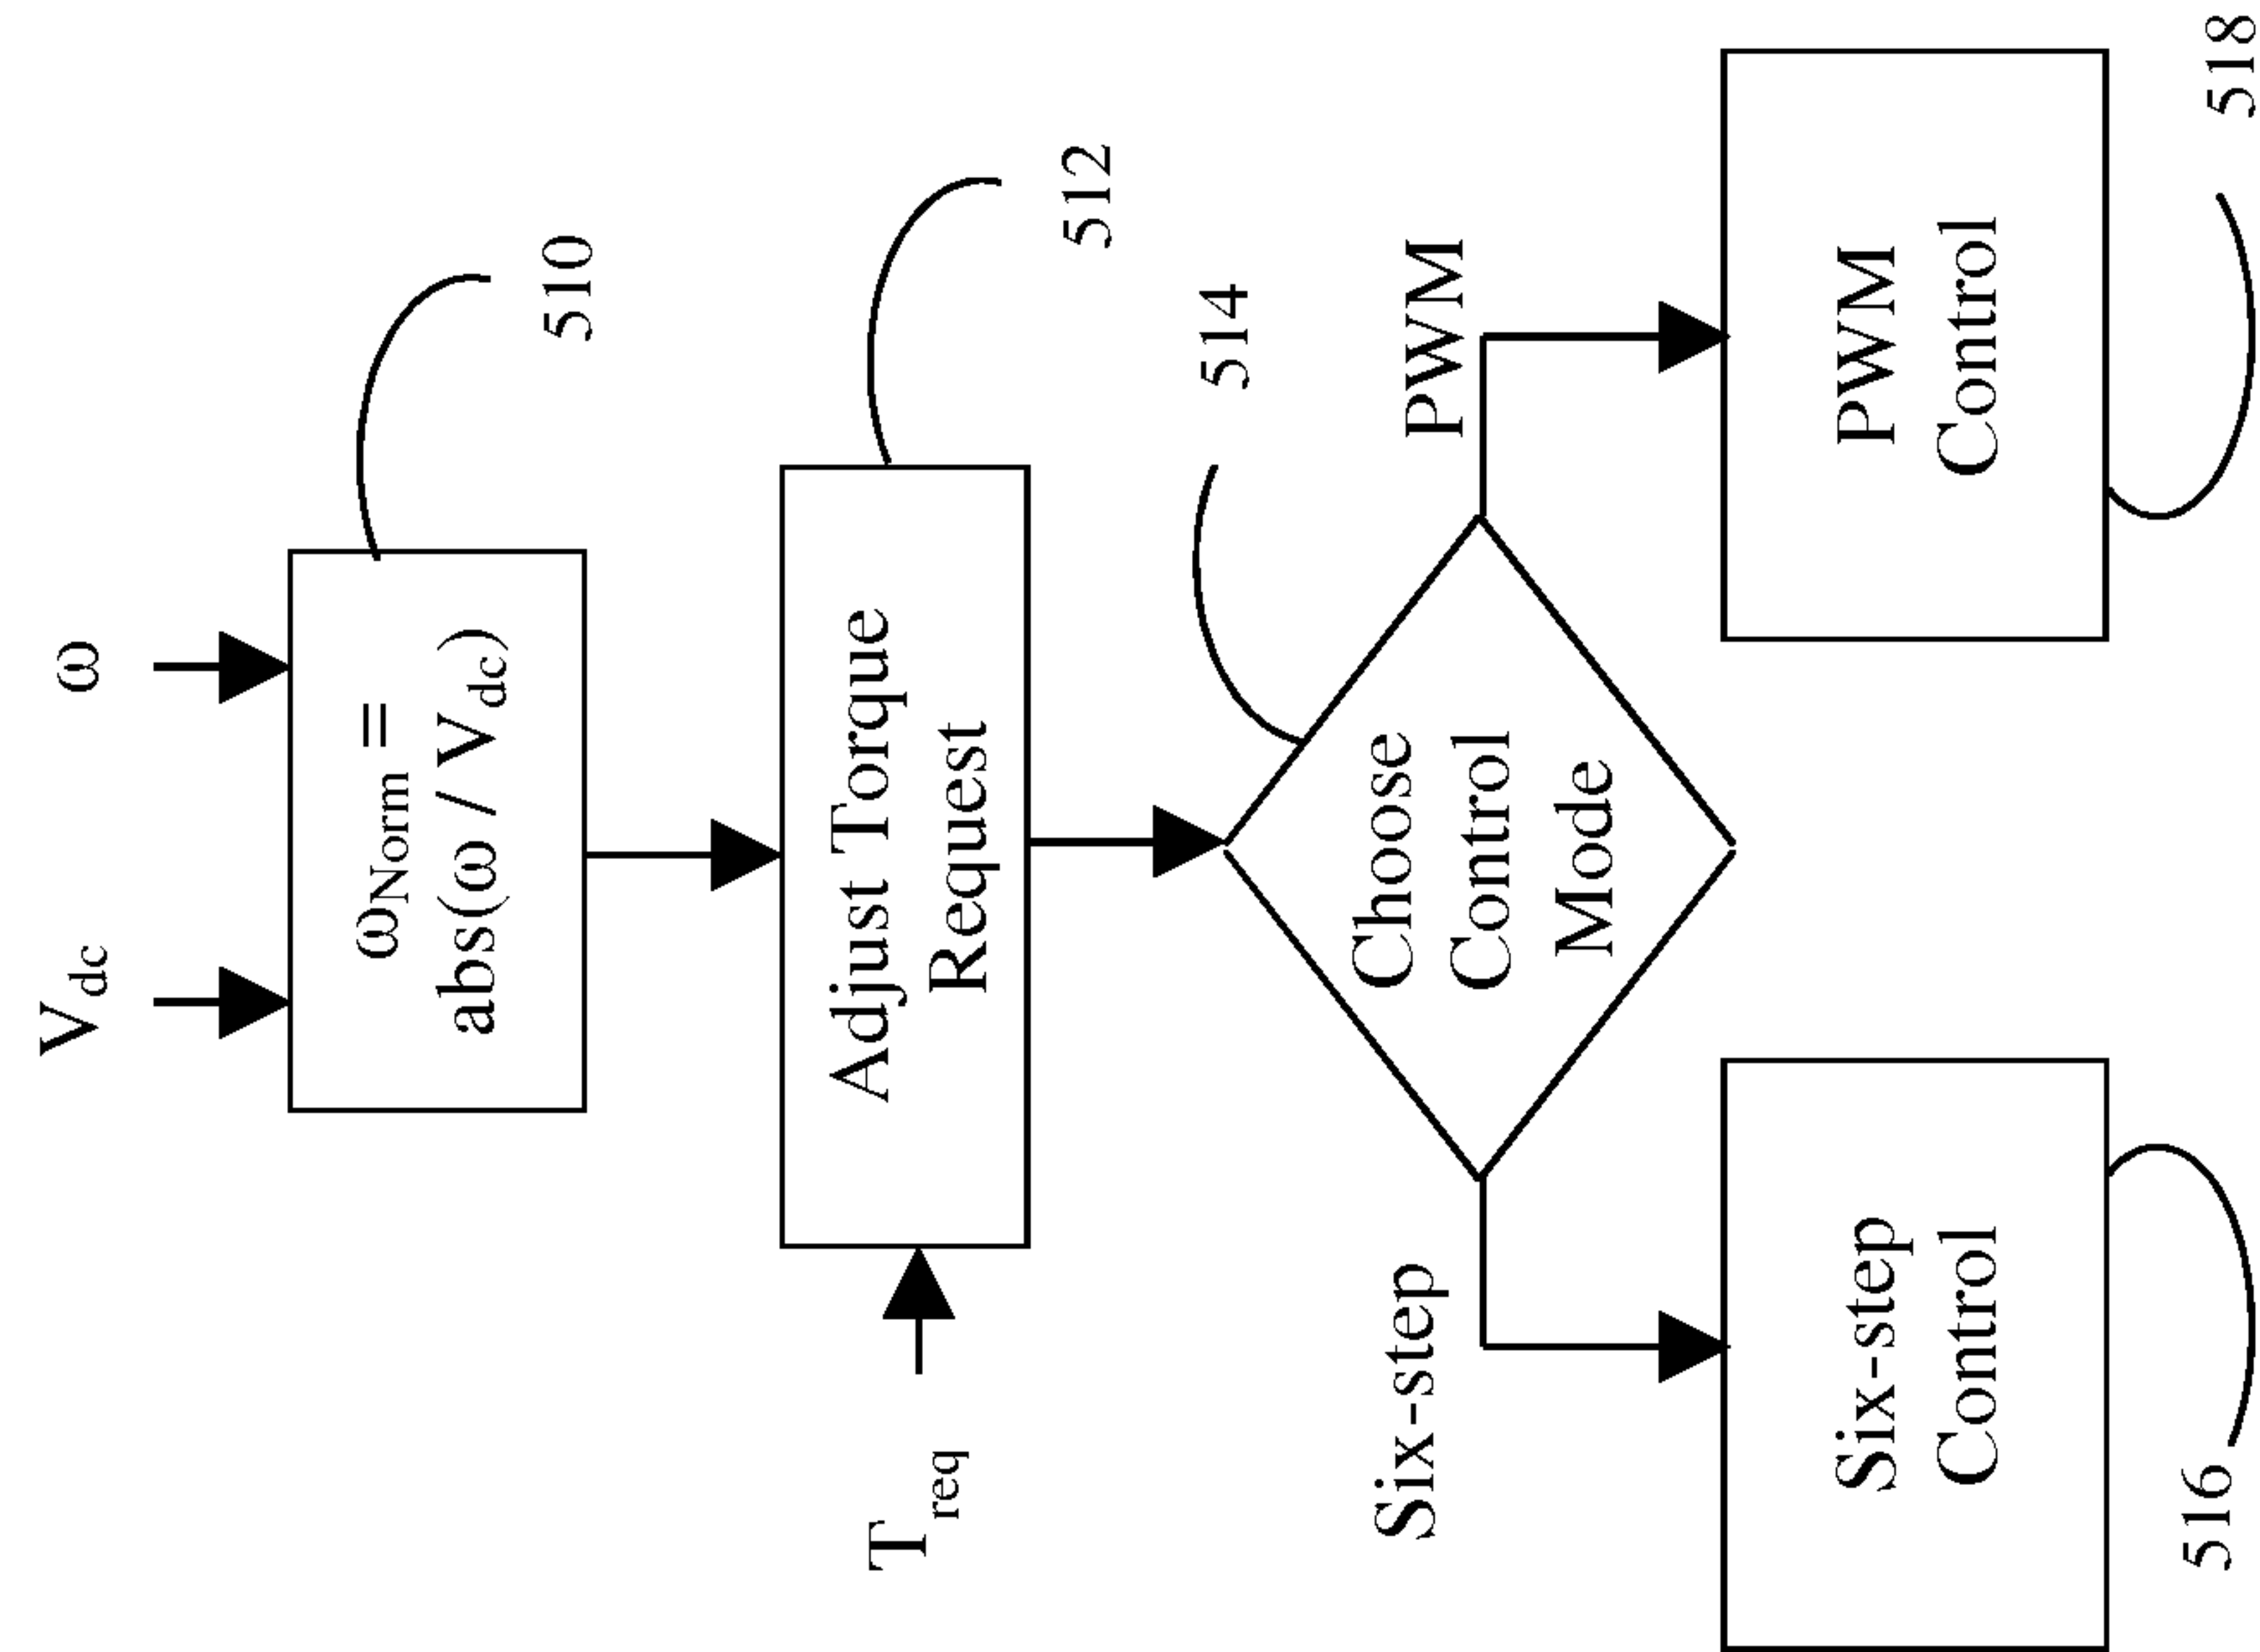 V_dc
ω
ω_Norm =
abs(ω / V_dc)
510
T_req
Adjust Torque
Request
512
Choose
Control
Mode
514
Six-step
PWM
Six-step
Control
516
PWM
Control
518